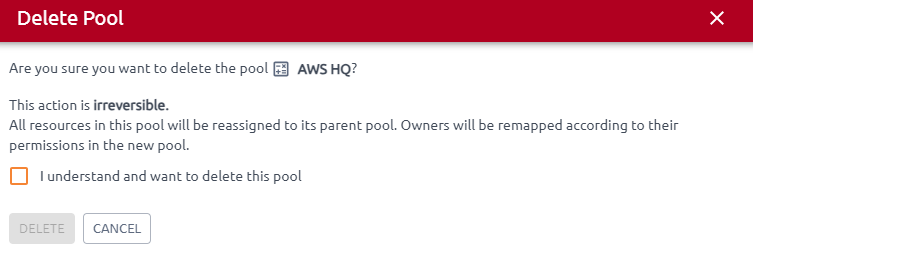 Delete Pool
Are you sure you want to delete the pool AWS HQ?
This action is irreversible.
All resources in this pool will be reassigned to its parent pool. Owners will be remapped according to their
permissions in the new pool.
I understand and want to delete this pool
DELETE CANCEL